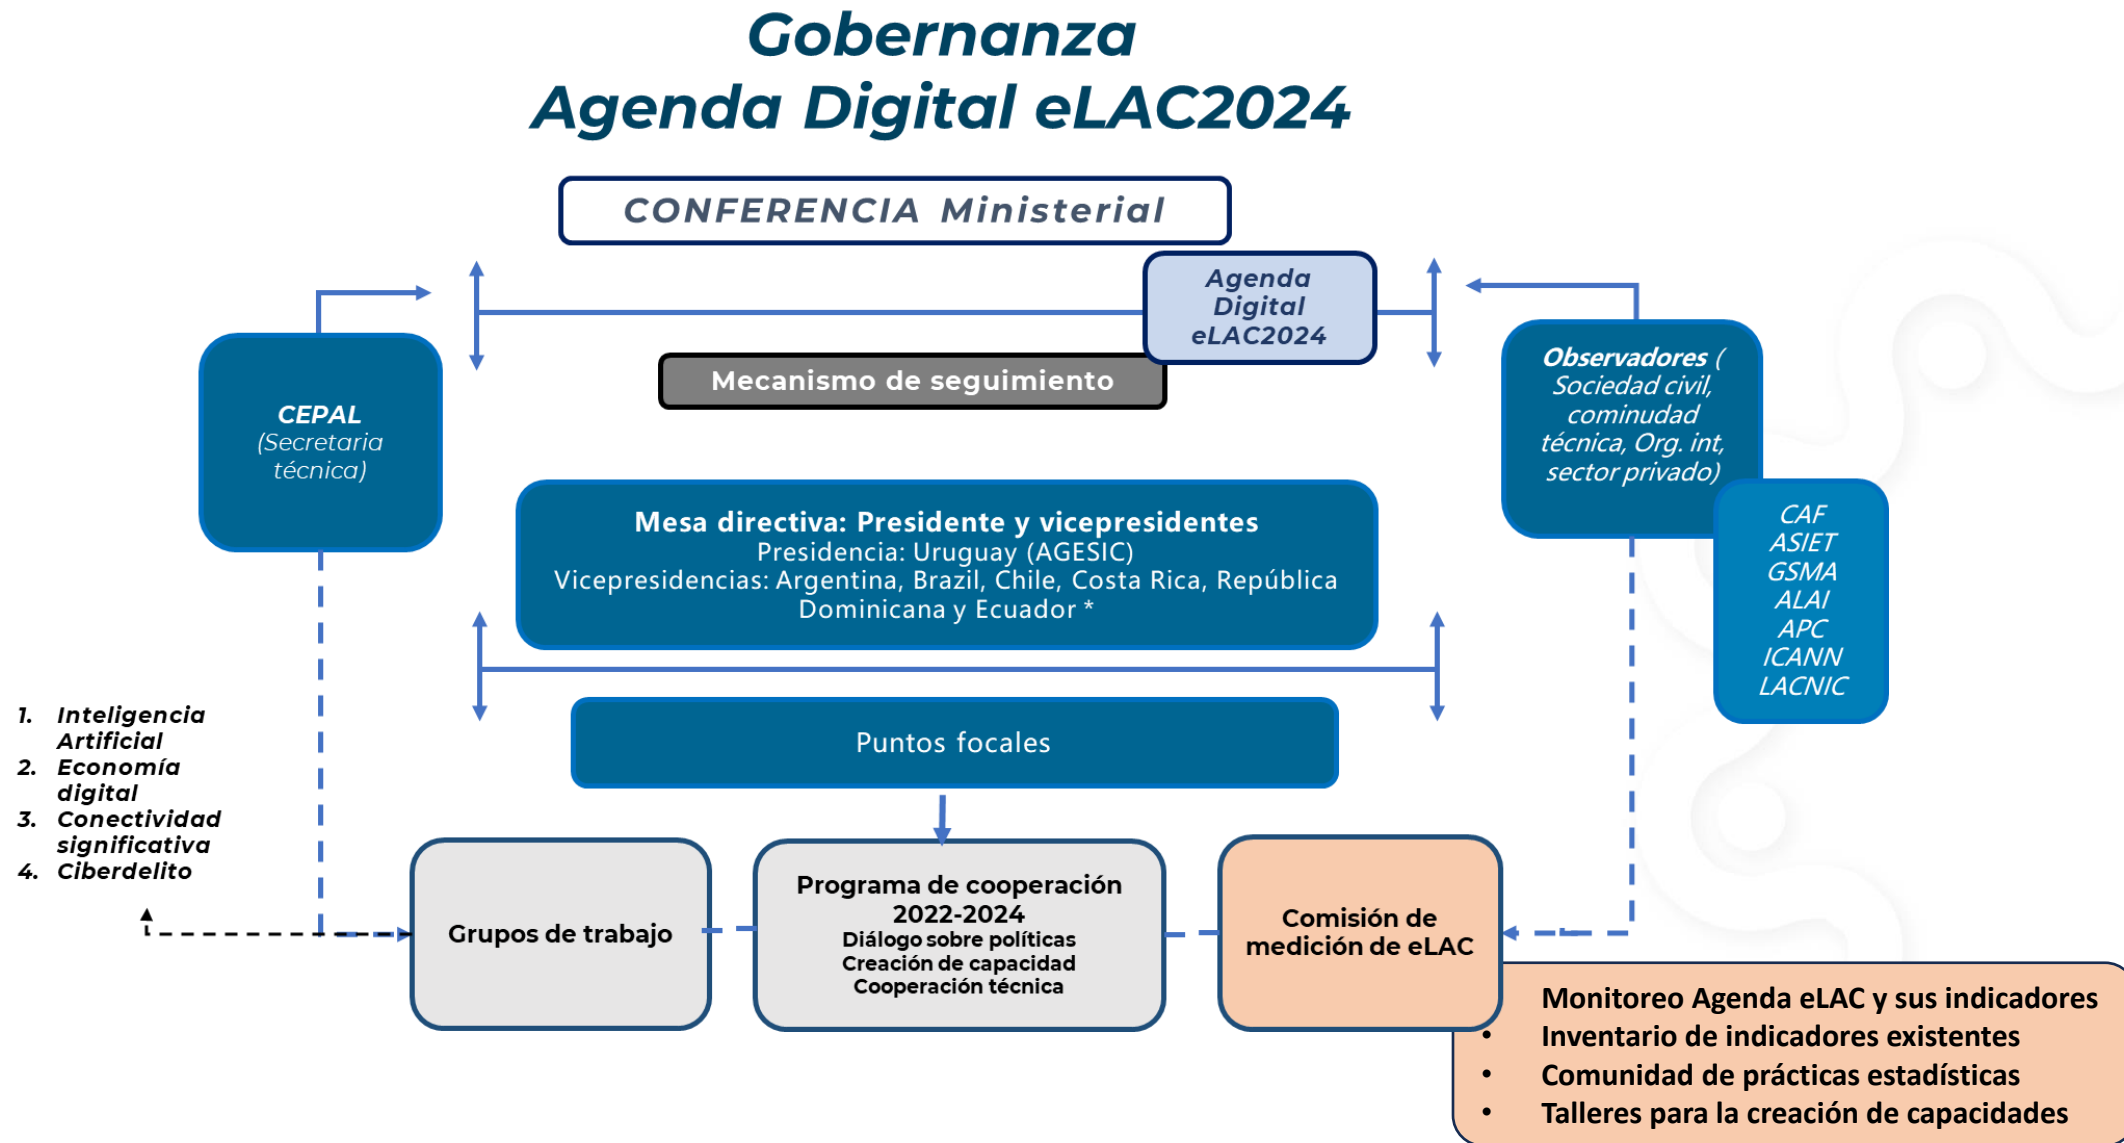 Gobernanza
Agenda Digital eLAC2024
CONFERENCIA Ministerial
Agenda
Digital
eLAC2024
Mecanismo de seguimiento
CEPAL
(Secretaria
técnica)
Observadores (
Sociedad civil,
cominudad
técnica, Org. int,
sector privado)
CAF
ASIET
GSMA
ALAI
APC
ICANN
LACNIC
Mesa directiva: Presidente y vicepresidentes
Presidencia: Uruguay (AGESIC)
Vicepresidencias: Argentina, Brazil, Chile, Costa Rica, República
Dominicana y Ecuador *
Puntos focales
1. Inteligencia
Artificial
2. Economía
digital
3. Conectividad
significativa
4. Ciberdelito
Grupos de trabajo
Programa de cooperación
2022-2024
Diálogo sobre políticas
Creación de capacidad
Cooperación técnica
Comisión de
medición de eLAC
Monitoreo Agenda eLAC y sus indicadores
• Inventario de indicadores existentes
• Comunidad de prácticas estadísticas
• Talleres para la creación de capacidades